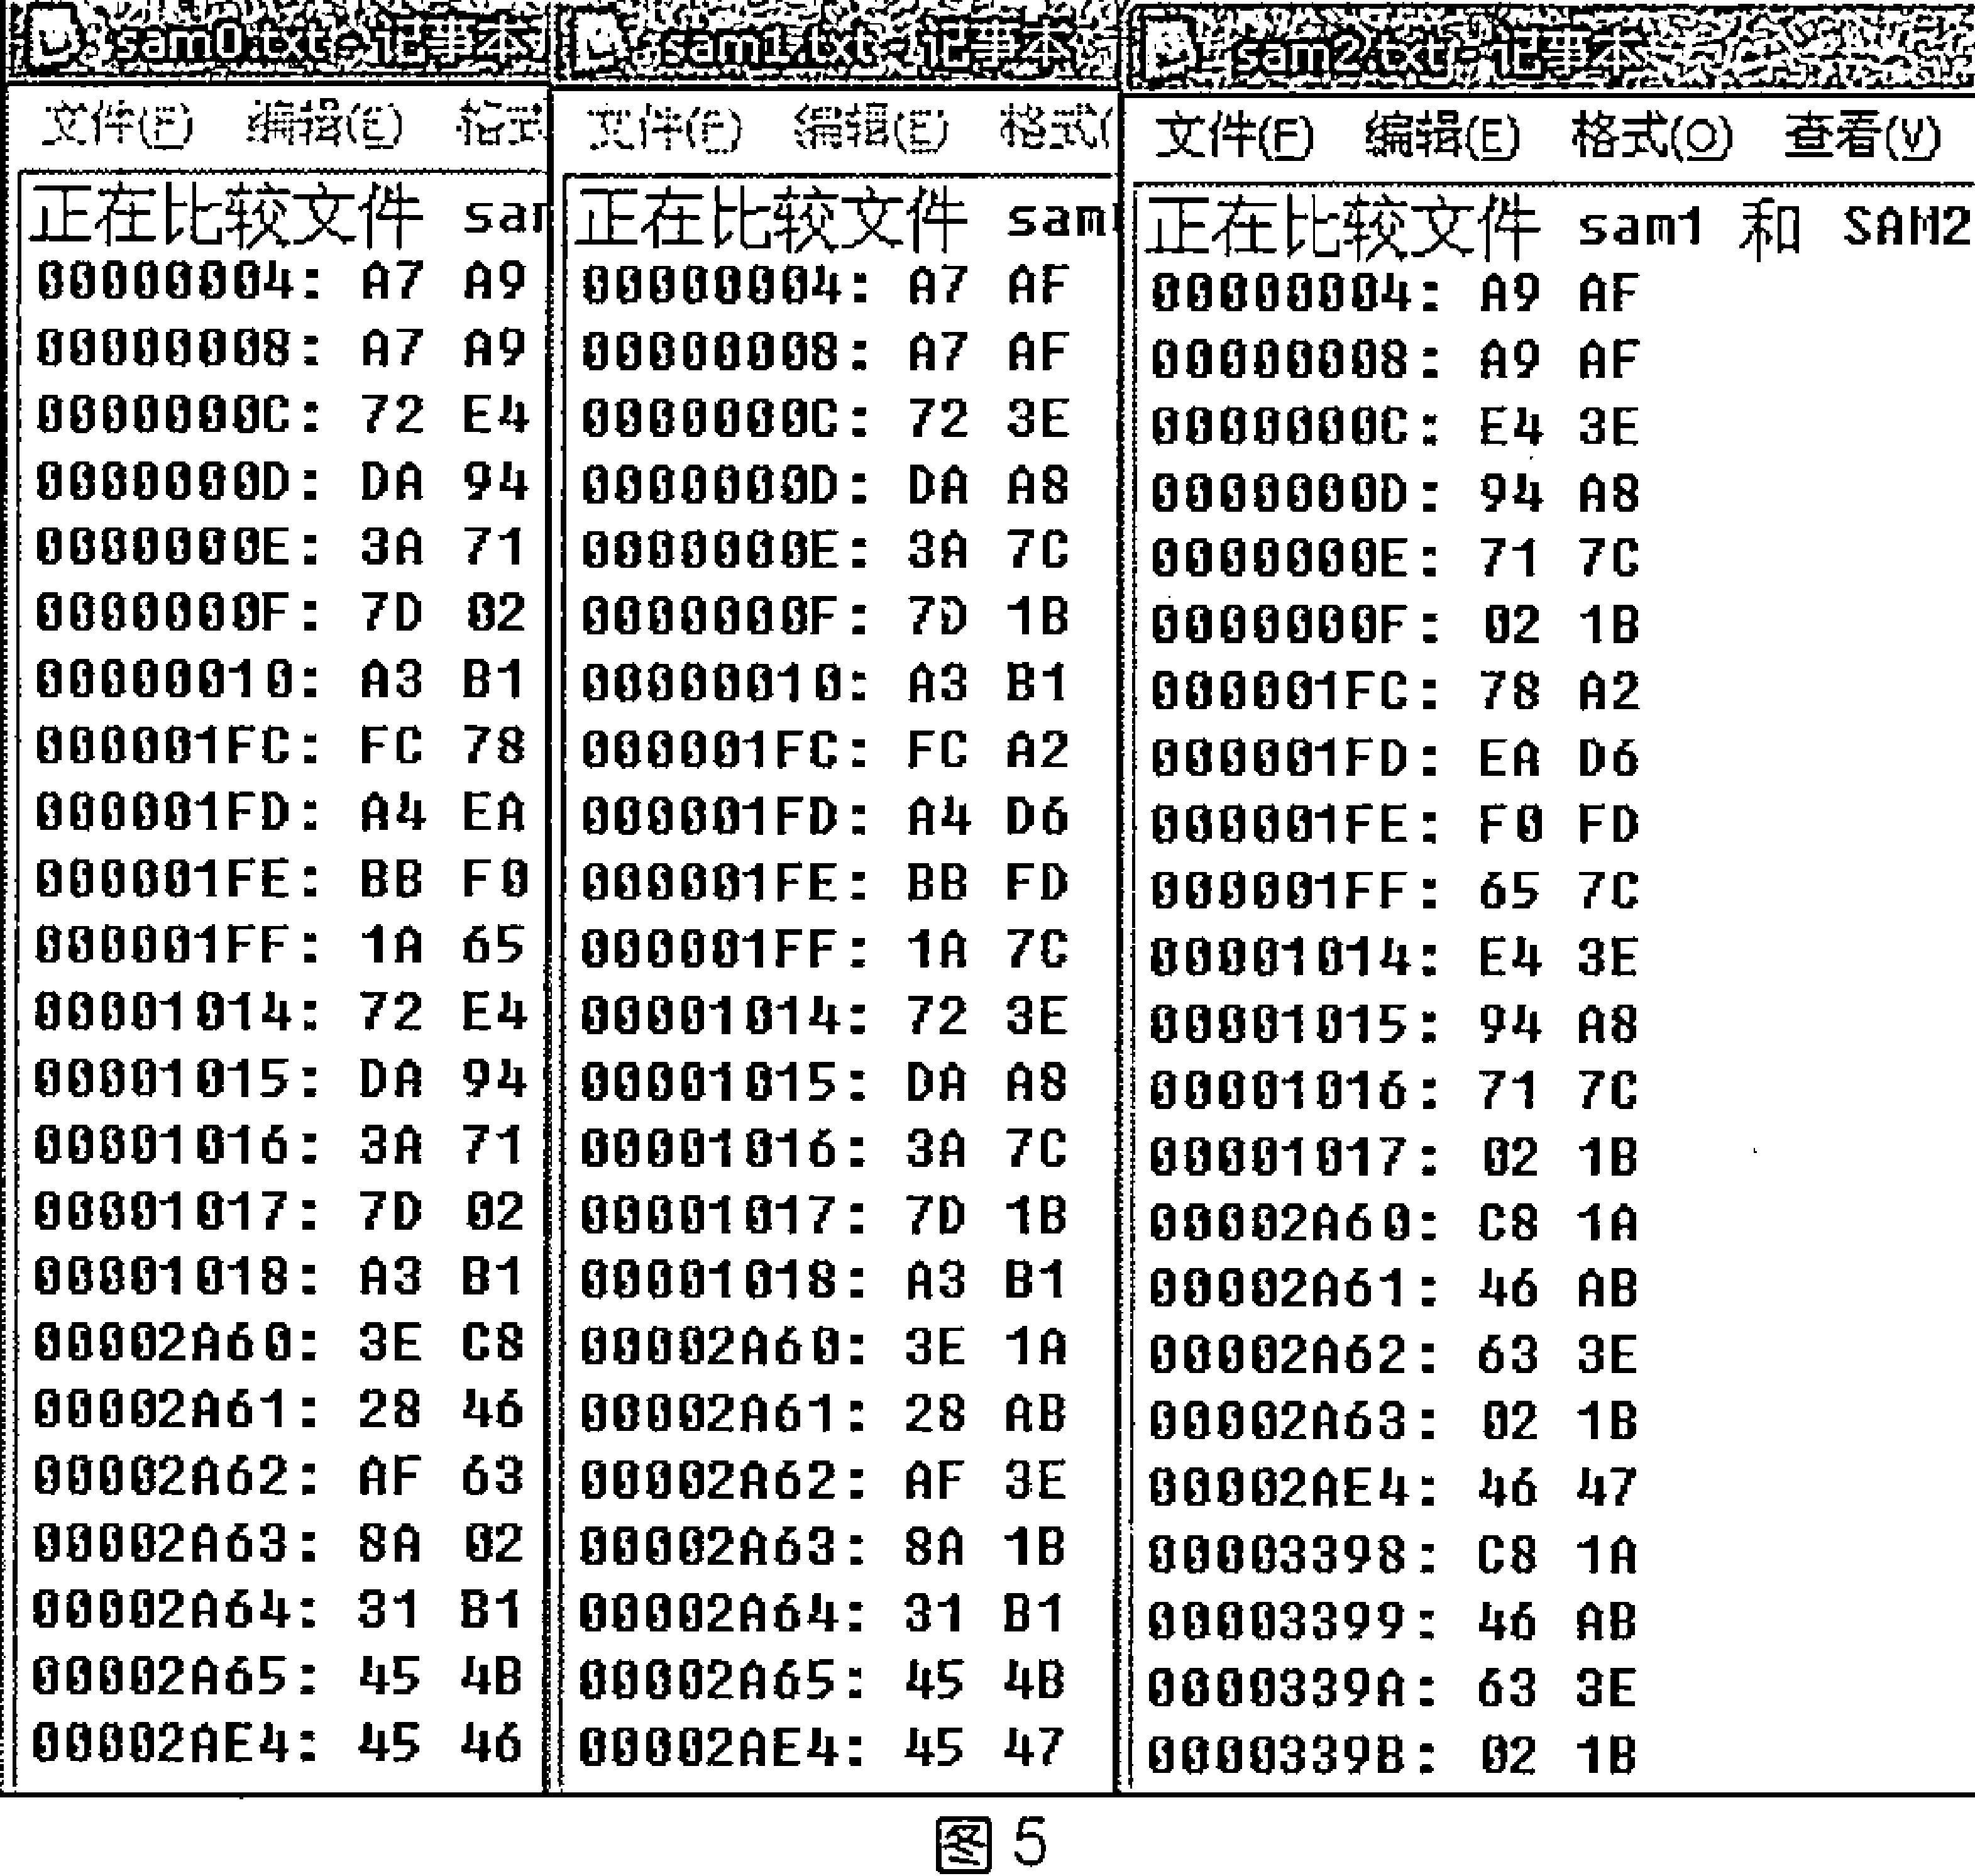 sam0.txt - 记事本
文件(F) 编辑(E) 格式
正在比较文件 sam
00000004: A7 A9
00000008: A7 A9
0000000C: 72 E4
0000000D: DA 94
0000000E: 3A 71
0000000F: 7D 02
00000010: A3 B1
000001FC: FC 78
000001FD: A4 EA
000001FE: BB F0
000001FF: 1A 65
00001014: 72 E4
00001015: DA 94
00001016: 3A 71
00001017: 7D 02
00001018: A3 B1
00002A60: 3E C8
00002A61: 28 46
00002A62: AF 63
00002A63: 8A 02
00002A64: 31 B1
00002A65: 45 4B
00002AE4: 45 46
sam1.txt - 记事本
文件(F) 编辑(E) 格式(
正在比较文件 sam
00000004: A7 AF
00000008: A7 AF
0000000C: 72 3E
0000000D: DA A8
0000000E: 3A 7C
0000000F: 7D 1B
00000010: A3 B1
000001FC: FC A2
000001FD: A4 D6
000001FE: BB FD
000001FF: 1A 7C
00001014: 72 3E
00001015: DA A8
00001016: 3A 7C
00001017: 7D 1B
00001018: A3 B1
00002A60: 3E 1A
00002A61: 28 AB
00002A62: AF 3E
00002A63: 8A 1B
00002A64: 31 B1
00002A65: 45 4B
00002AE4: 45 47
sam2.txt - 记事本
文件(F) 编辑(E) 格式(O) 查看(V)
正在比较文件 sam1 和 SAM2
00000004: A9 AF
00000008: A9 AF
0000000C: E4 3E
0000000D: 94 A8
0000000E: 71 7C
0000000F: 02 1B
000001FC: 78 A2
000001FD: EA D6
000001FE: F0 FD
000001FF: 65 7C
00001014: E4 3E
00001015: 94 A8
00001016: 71 7C
00001017: 02 1B
00002A60: C8 1A
00002A61: 46 AB
00002A62: 63 3E
00002A63: 02 1B
00002AE4: 46 47
00003398: C8 1A
00003399: 46 AB
0000339A: 63 3E
0000339B: 02 1B
图 5